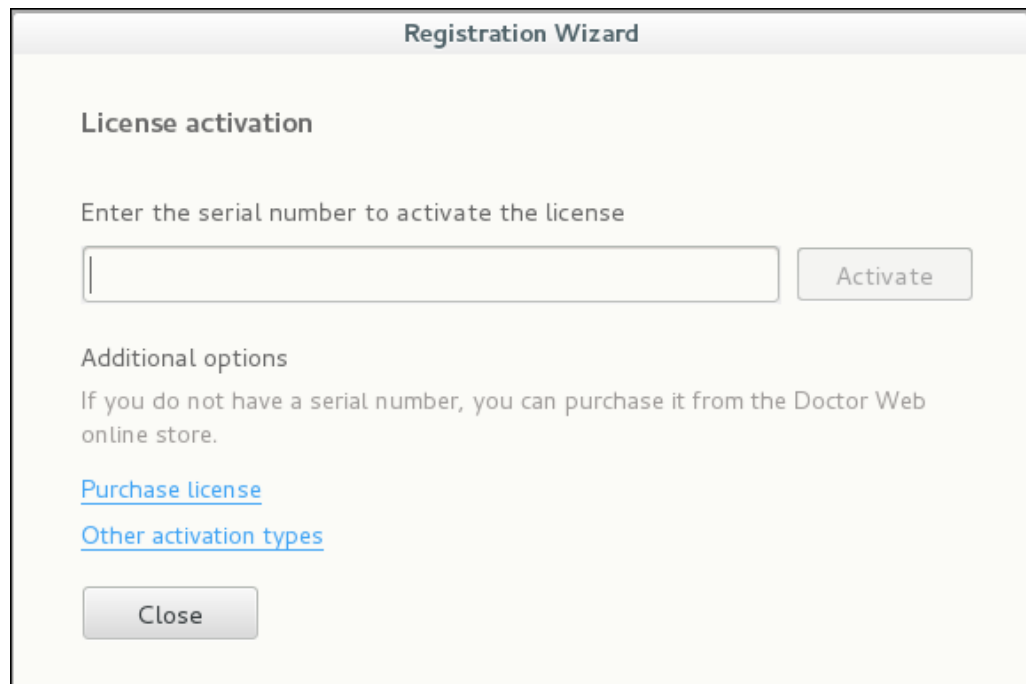 Registration Wizard
License activation
Enter the serial number to activate the license
Activate
Additional options
If you do not have a serial number, you can purchase it from the Doctor Web
online store.
Purchase license
Other activation types
Close